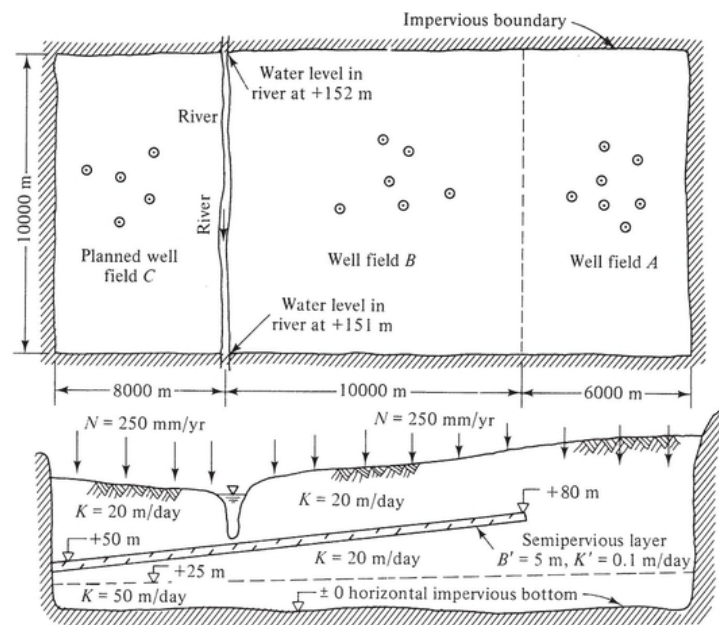 Impervious boundary
Water level in
river at +152 m
River
River
10000 m
Planned well
field C
Well field B
Well field A
Water level in
river at +151 m
8000 m
10000 m
6000 m
N = 250 mm/yr
N = 250 mm/yr
K = 20 m/day
K = 20 m/day
+80 m
+50 m
K = 20 m/day
Semipervious layer
B′ = 5 m, K′ = 0.1 m/day
+25 m
K = 50 m/day
± 0 horizontal impervious bottom